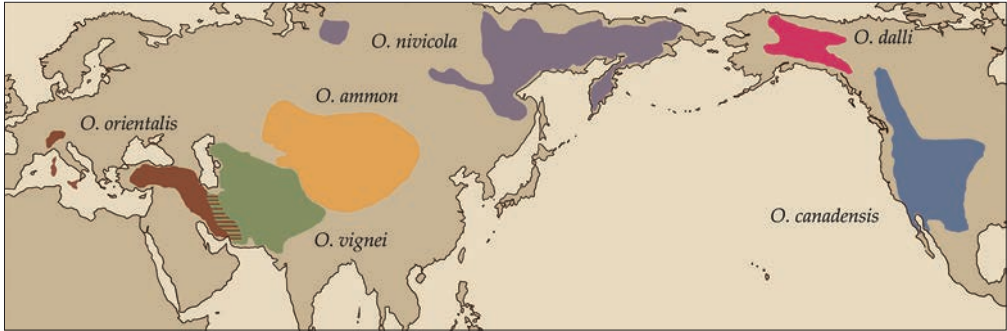 O. nivicola
O. dalli
O. ammon
O. orientalis
O. canadensis
O. vignei